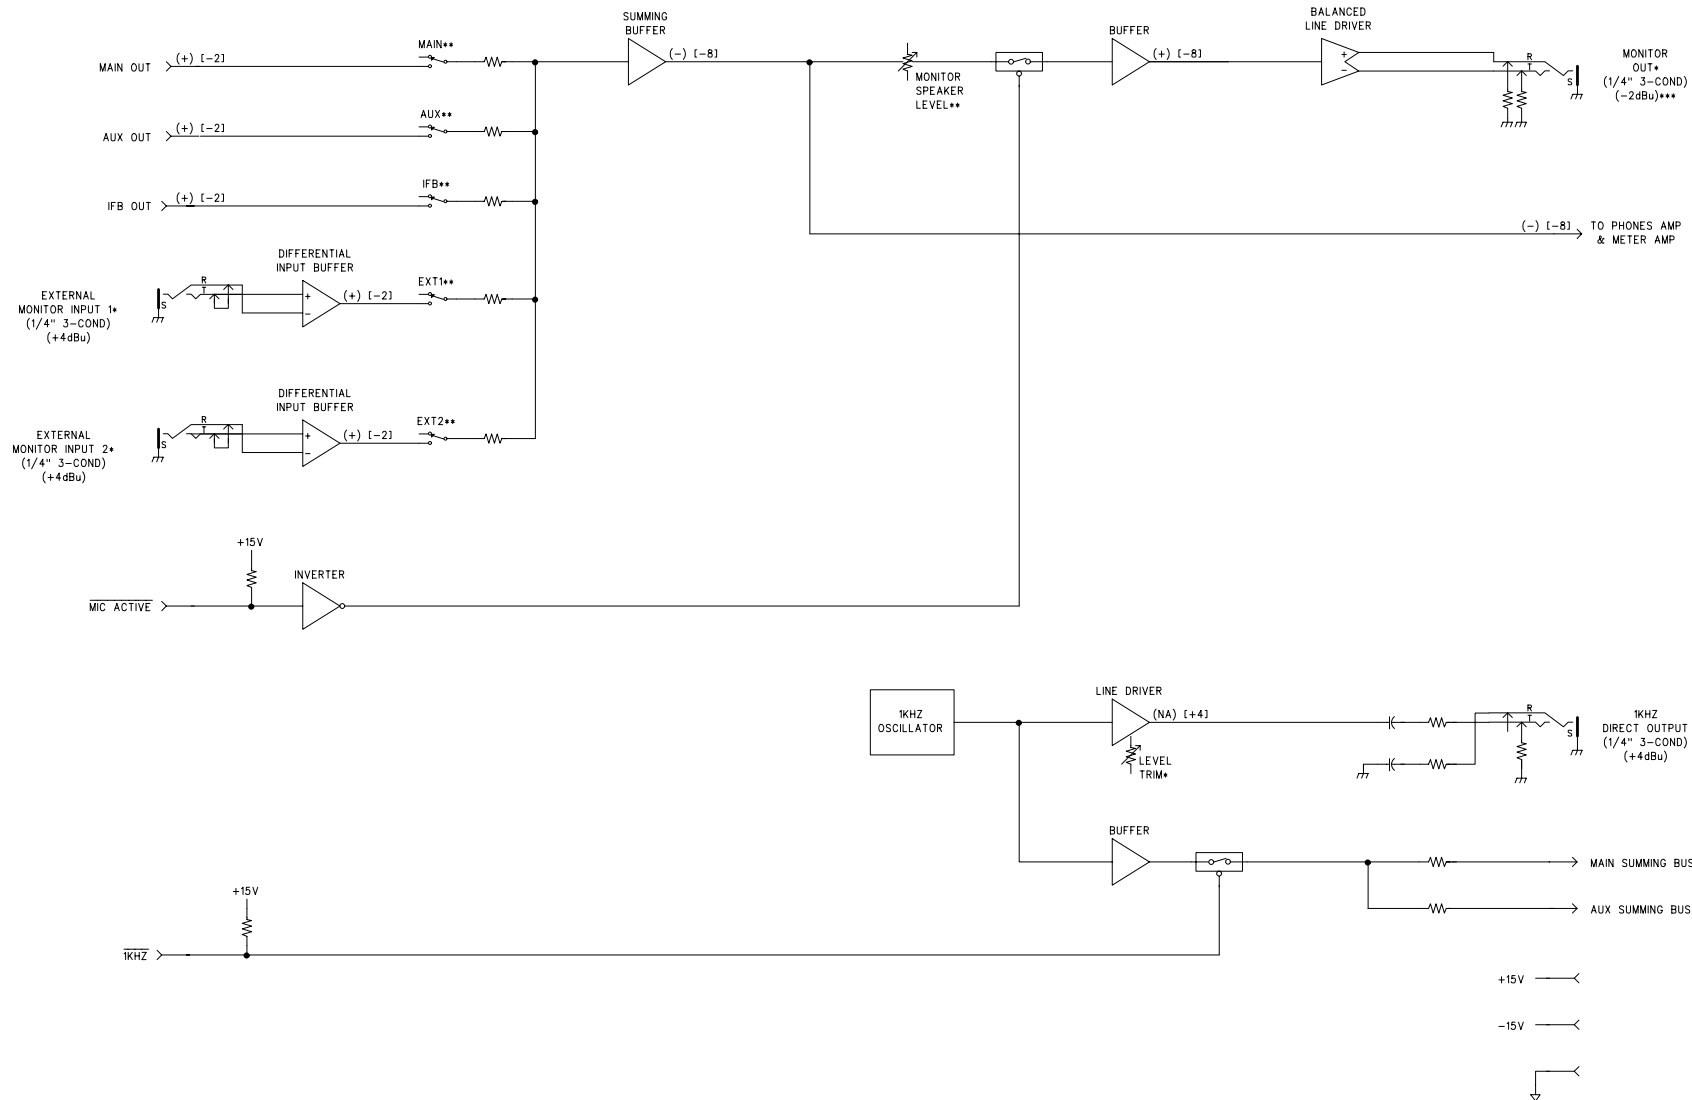 SUMMING
BUFFER
BALANCED
LINE DRIVER
BUFFER
MAIN OUT
(+) [-2]
MAIN**
(-) [-8]
MONITOR
SPEAKER
LEVEL**
(+) [-8]
+
-
R
T
S
MONITOR
OUT*
(1/4" 3-COND)
(-2dBu)***
AUX OUT
(+) [-2]
AUX**
IFB OUT
(+) [-2]
IFB**
(-) [-8]
TO PHONES AMP
& METER AMP
EXTERNAL
MONITOR INPUT 1*
(1/4" 3-COND)
(+4dBu)
R
T
S
DIFFERENTIAL
INPUT BUFFER
+
-
(+) [-2]
EXT1**
EXTERNAL
MONITOR INPUT 2*
(1/4" 3-COND)
(+4dBu)
R
T
S
DIFFERENTIAL
INPUT BUFFER
+
-
(+) [-2]
EXT2**
+15V
INVERTER
MIC ACTIVE
1KHZ
OSCILLATOR
LINE DRIVER
(NA) [+4]
LEVEL
TRIM*
R
T
S
1KHZ
DIRECT OUTPUT
(1/4" 3-COND)
(+4dBu)
BUFFER
MAIN SUMMING BUS
AUX SUMMING BUS
+15V
1KHZ
+15V
-15V